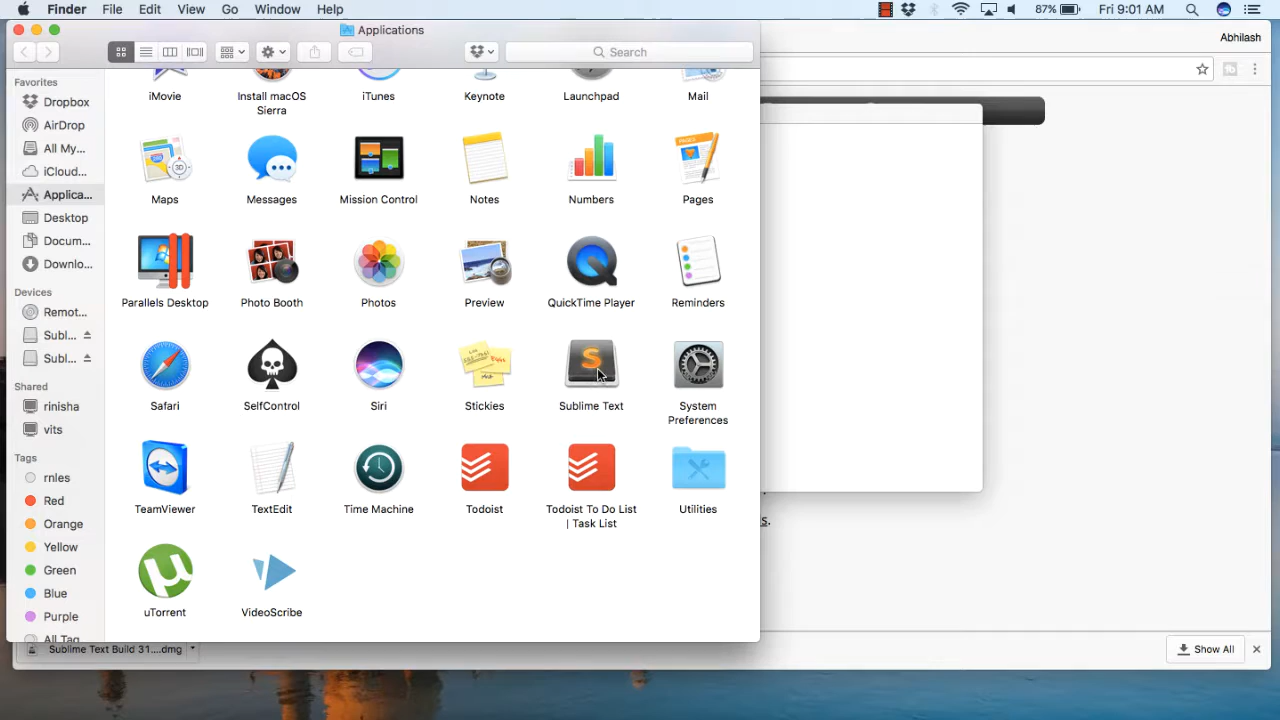 Finder File Edit View Go Window Help 87% Fri 9:01 AM
Applications
Abhilash
Search
Favorites
Dropbox
AirDrop
All My...
iCloud...
Applica...
Desktop
Docum...
Downlo...
Devices
Remot...
Subl...
Subl...
Shared
rinisha
vits
Tags
rnles
Red
Orange
Yellow
Green
Blue
Purple
All Tag
iMovie
Install macOS
Sierra
iTunes
Keynote
Launchpad
Mail
Maps
3D
Messages
Mission Control
Notes
Numbers
PAGES
Pages
Parallels Desktop
Photo Booth
Photos
Preview
QuickTime Player
Reminders
Safari
SelfControl
Siri
Stickies
Sublime Text
System
Preferences
TeamViewer
TextEdit
Time Machine
Todoist
Todoist To Do List
| Task List
Utilities
uTorrent
VideoScribe
s.
Sublime Text Build 31....dmg
Show All